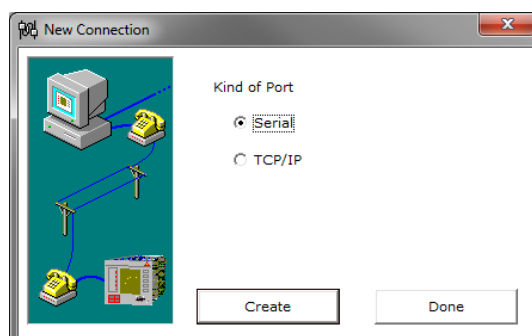 New Connection
Kind of Port
Serial
TCP/IP
Create
Done